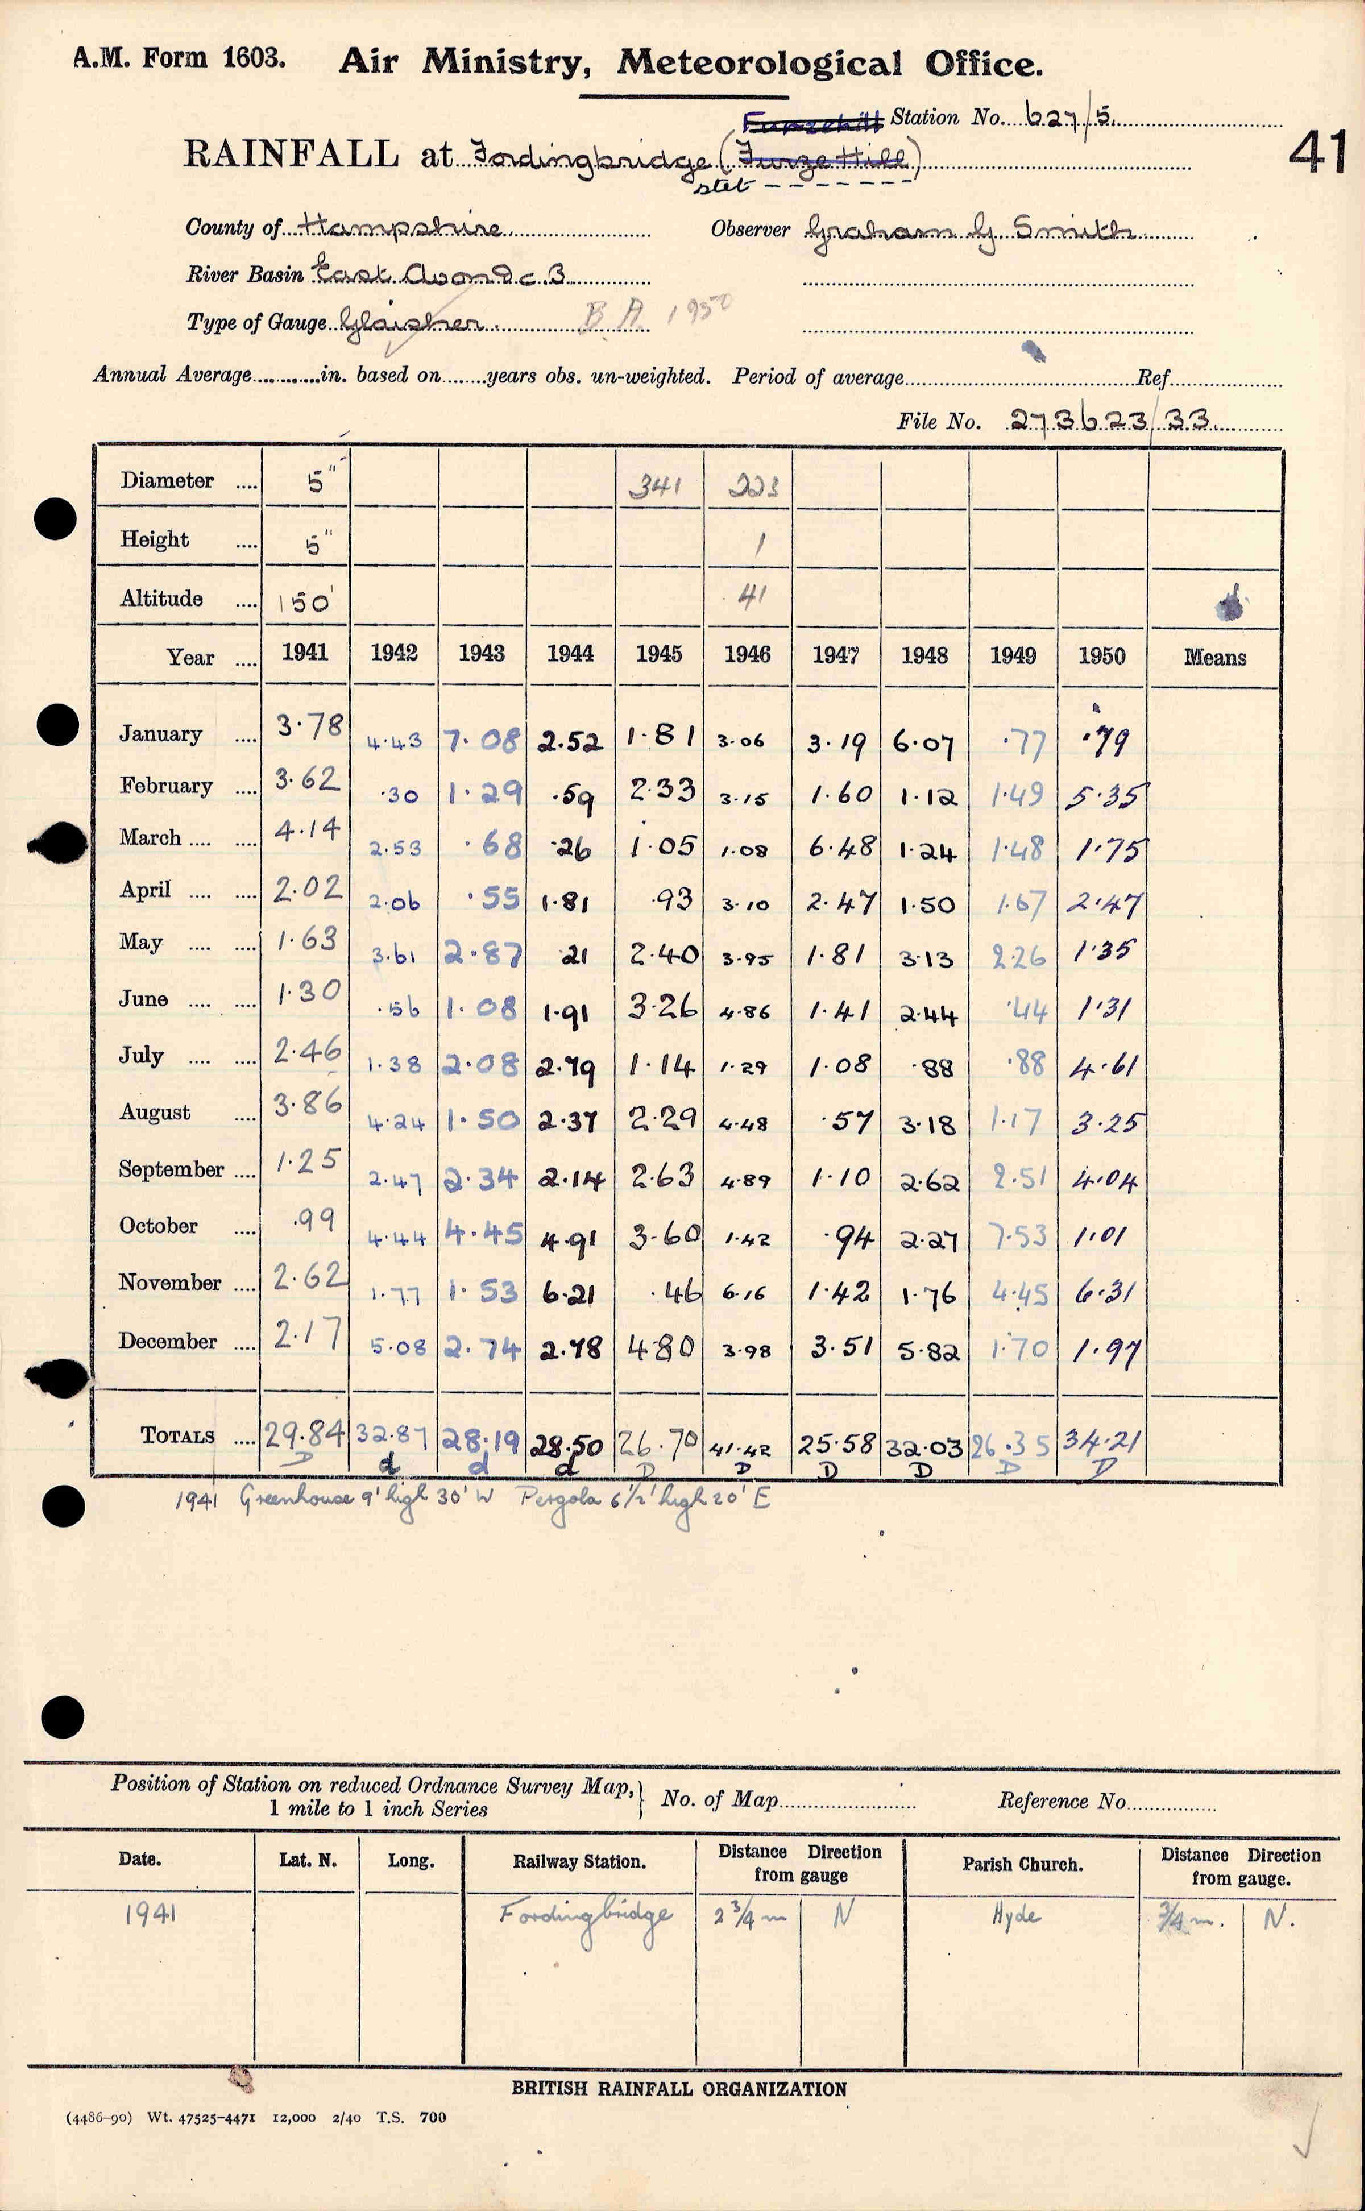 A.M. Form 1603. Air Ministry, Meteorological Office.
Furzehill Station No. 627/5
RAINFALL at Fordingbridge (Furze Hill) 41
stet
County of Hampshire Observer Graham G Smith
River Basin East Avon D c 3
Type of Gauge Glaisher B.A. 1950
Annual Average in. based on years obs. un-weighted. Period of average Ref.
File No. 273623/33
Diameter 5" 341 223
Height 5" 1
Altitude 150' 41
Year 1941 1942 1943 1944 1945 1946 1947 1948 1949 1950 Means
January 3.78 4.43 7.08 2.52 1.81 3.06 3.19 6.07 .77 .79
February 3.62 .30 1.29 .59 2.33 3.15 1.60 1.12 1.49 5.35
March 4.14 2.53 .68 .26 1.05 1.08 6.48 1.24 1.48 1.75
April 2.02 2.06 .55 1.81 .93 3.10 2.47 1.50 1.67 2.47
May 1.63 3.61 2.87 .21 2.40 3.95 1.81 3.13 2.26 1.35
June 1.30 .56 1.08 1.91 3.26 4.86 1.41 2.44 .44 1.31
July 2.46 1.38 2.08 2.79 1.14 1.29 1.08 .88 .88 4.61
August 3.86 4.24 1.50 2.37 2.29 4.48 .57 3.18 1.17 3.25
September 1.25 2.47 2.34 2.14 2.63 4.89 1.10 2.62 2.51 4.04
October .99 4.44 4.45 4.91 3.60 1.42 .94 2.27 7.53 1.01
November 2.62 1.77 1.53 6.21 .46 6.16 1.42 1.76 4.45 6.31
December 2.17 5.08 2.74 2.78 4.80 3.98 3.51 5.82 1.70 1.97
TOTALS 29.84 32.87 28.19 28.50 26.70 41.42 25.58 32.03 26.35 34.21
D d d d D D D D D D
1941 Greenhouse 9' high 30' W Pergola 6½' high 20' E
Position of Station on reduced Ordnance Survey Map, } No. of Map Reference No.
1 mile to 1 inch Series
Date. Lat. N. Long. Railway Station. Distance from gauge Direction Parish Church. Distance from gauge. Direction
1941 Fordingbridge 2 ¾ m N Hyde ¾ m. N.
BRITISH RAINFALL ORGANIZATION
(4486-90) Wt. 47525-4471 12,000 2/40 T.S. 700